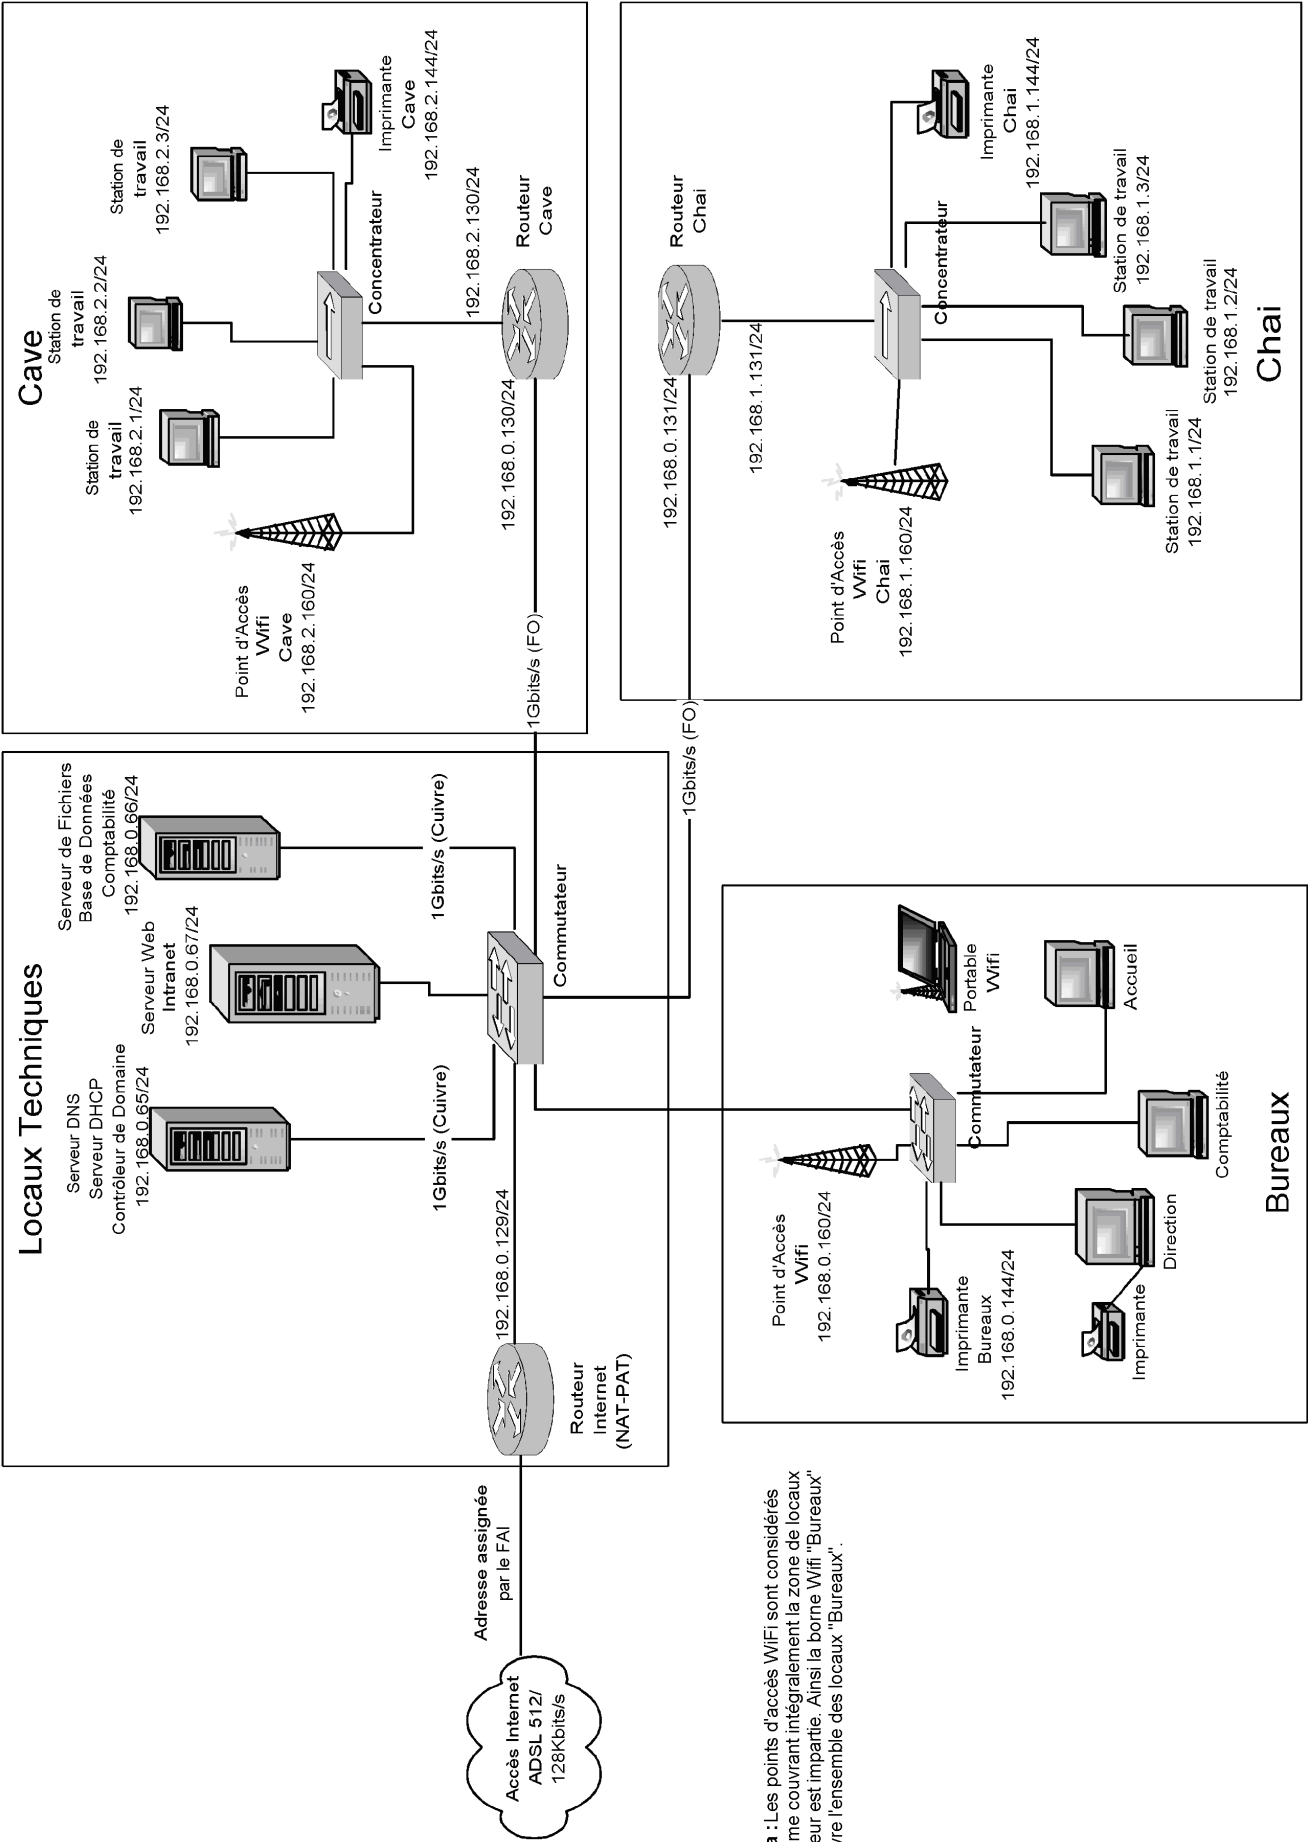 Locaux Techniques
Serveur DNS
Serveur DHCP
Contrôleur de Domaine
192.168.0.65/24
Serveur Web
Intranet
192.168.0.67/24
Serveur de Fichiers
Base de Données
Comptabilité
192.168.0.66/24
1Gbits/s (Cuivre)
1Gbits/s (Cuivre)
Commutateur
192.168.0.129/24
Routeur
Internet
(NAT-PAT)
Adresse assignée
par le FAI
Accès Internet
ADSL 512/
128Kbits/s
Cave
Station de
travail
192.168.2.1/24
Station de
travail
192.168.2.2/24
Station de
travail
192.168.2.3/24
Imprimante
Cave
192.168.2.144/24
Point d'Accès
Wifi
Cave
192.168.2.160/24
Concentrateur
192.168.2.130/24
192.168.0.130/24
Routeur
Cave
1Gbits/s (FO)
1Gbits/s (FO)
Routeur
Chai
192.168.0.131/24
192.168.1.131/24
Concentrateur
Point d'Accès
Wifi
Chai
192.168.1.160/24
Imprimante
Chai
192.168.1.144/24
Station de travail
192.168.1.1/24
Station de travail
192.168.1.2/24
Station de travail
192.168.1.3/24
Chai
Point d'Accès
Wifi
192.168.0.160/24
Imprimante
Bureaux
192.168.0.144/24
Commutateur
Portable
Wifi
Imprimante
Direction
Comptabilité
Accueil
Bureaux
: Les points d'accès WiFi sont considérés
couvrant intégralement la zone de locaux
est impartie. Ainsi la borne Wifi "Bureaux"
l'ensemble des locaux "Bureaux".